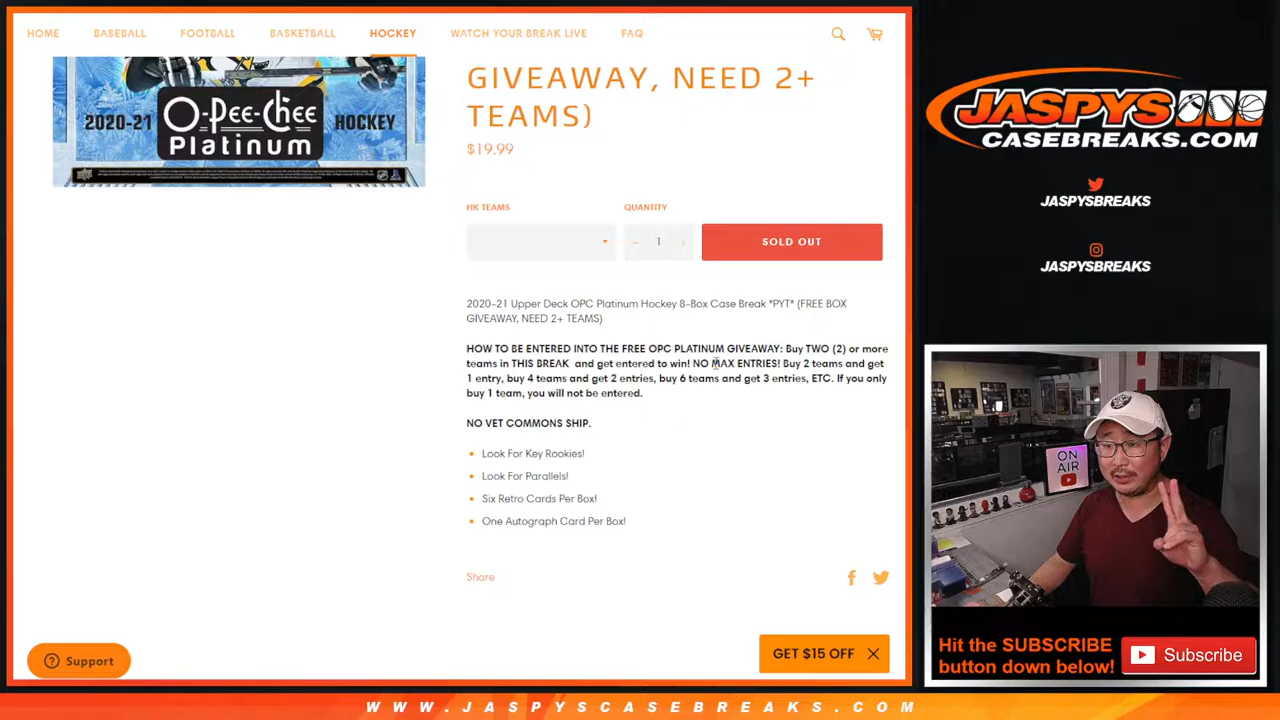 HOME BASEBALL FOOTBALL BASKETBALL HOCKEY WATCH YOUR BREAK LIVE FAQ
2020-21 O-Pee-Chee HOCKEY
Platinum
GIVEAWAY, NEED 2+
TEAMS)
$19.99
HK TEAMS QUANTITY
1 SOLD OUT
2020-21 Upper Deck OPC Platinum Hockey 8-Box Case Break *PYT* (FREE BOX
GIVEAWAY, NEED 2+ TEAMS)
HOW TO BE ENTERED INTO THE FREE OPC PLATINUM GIVEAWAY: Buy TWO (2) or more
teams in THIS BREAK and get entered to win! NO MAX ENTRIES! Buy 2 teams and get
1 entry, buy 4 teams and get 2 entries, buy 6 teams and get 3 entries, ETC. If you only
buy 1 team, you will not be entered.
NO VET COMMONS SHIP.
Look For Key Rookies!
Look For Parallels!
Six Retro Cards Per Box!
One Autograph Card Per Box!
Share
Support
GET $15 OFF
JASPYS
CASEBREAKS.COM
JASPYSBREAKS
JASPYSBREAKS
ON
AIR
Hit the SUBSCRIBE
button down below!
Subscribe
WWW.JASPYSCASEBREAKS.COM